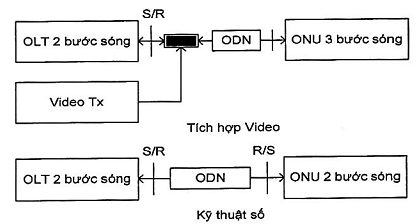 S/R
OLT 2 bước sóng
ODN
ONU 3 bước sóng
Video Tx
Tích hợp Video
S/R
R/S
OLT 2 bước sóng
ODN
ONU 2 bước sóng
Kỹ thuật số